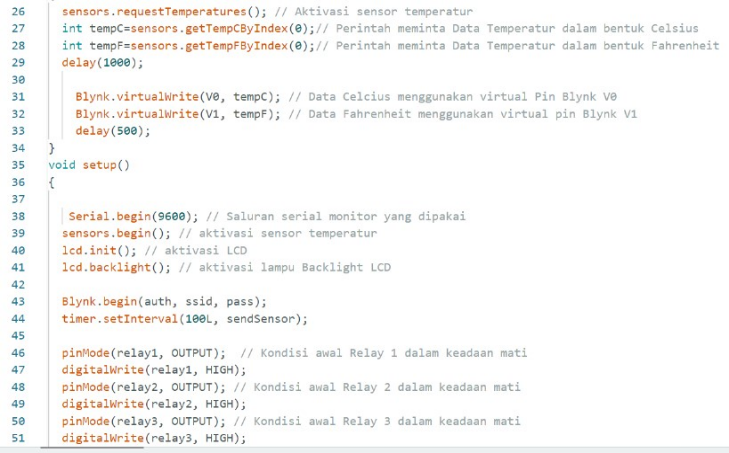 26 sensors.requestTemperatures(); // Aktivasi sensor temperatur
27 int tempC=sensors.getTempCByIndex(0);// Perintah meminta Data Temperatur dalam bentuk Celsius
28 int tempF=sensors.getTempFByIndex(0);// Perintah meminta Data Temperatur dalam bentuk Fahrenheit
29 delay(1000);
30
31 Blynk.virtualWrite(V0, tempC); // Data Celcius menggunakan virtual Pin Blynk V0
32 Blynk.virtualWrite(V1, tempF); // Data Fahrenheit menggunakan virtual pin Blynk V1
33 delay(500);
34 }
35 void setup()
36 {
37
38 Serial.begin(9600); // Saluran serial monitor yang dipakai
39 sensors.begin(); // aktivasi sensor temperatur
40 lcd.init(); // aktivasi LCD
41 lcd.backlight(); // aktivasi lampu Backlight LCD
42
43 Blynk.begin(auth, ssid, pass);
44 timer.setInterval(100L, sendSensor);
45
46 pinMode(relay1, OUTPUT);  // Kondisi awal Relay 1 dalam keadaan mati
47 digitalWrite(relay1, HIGH);
48 pinMode(relay2, OUTPUT); // Kondisi awal Relay 2 dalam keadaan mati
49 digitalWrite(relay2, HIGH);
50 pinMode(relay3, OUTPUT); // Kondisi awal Relay 3 dalam keadaan mati
51 digitalWrite(relay3, HIGH);